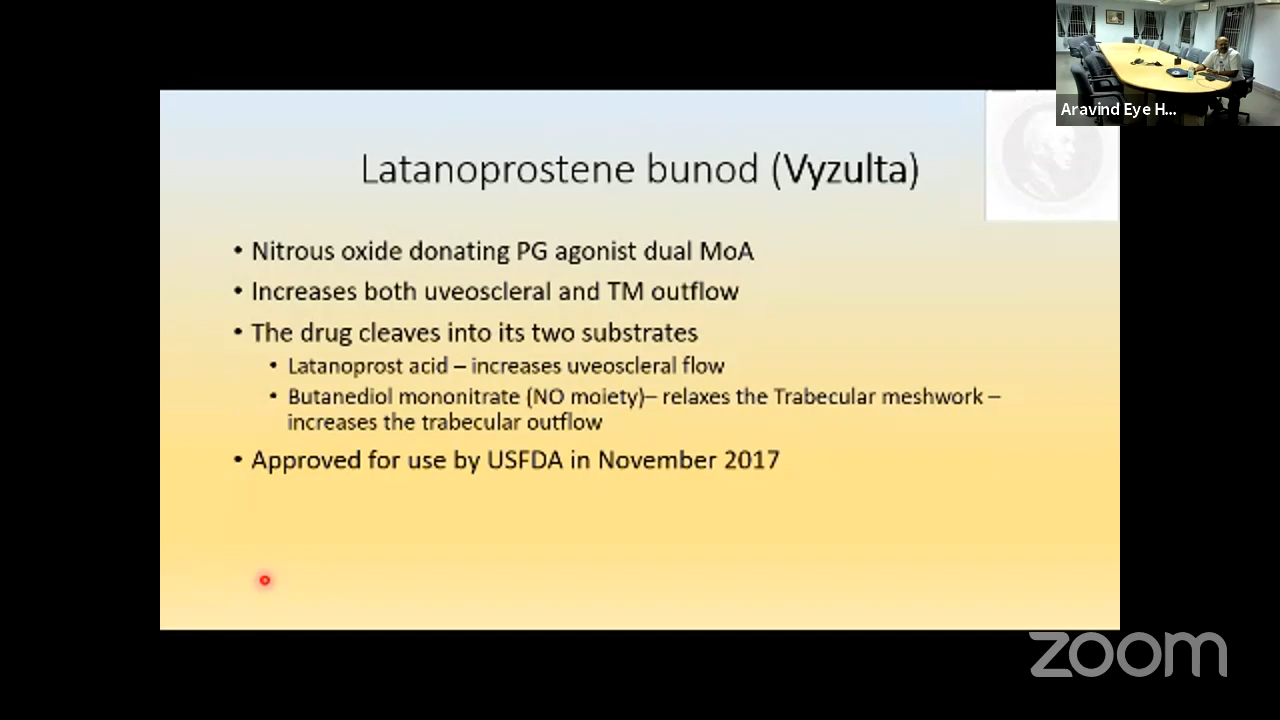 Aravind Eye H...
Latanoprostene bunod (Vyzulta)
• Nitrous oxide donating PG agonist dual MoA
• Increases both uveoscleral and TM outflow
• The drug cleaves into its two substrates
• Latanoprost acid – increases uveoscleral flow
• Butanediol mononitrate (NO moiety)– relaxes the Trabecular meshwork –
increases the trabecular outflow
• Approved for use by USFDA in November 2017
zoom